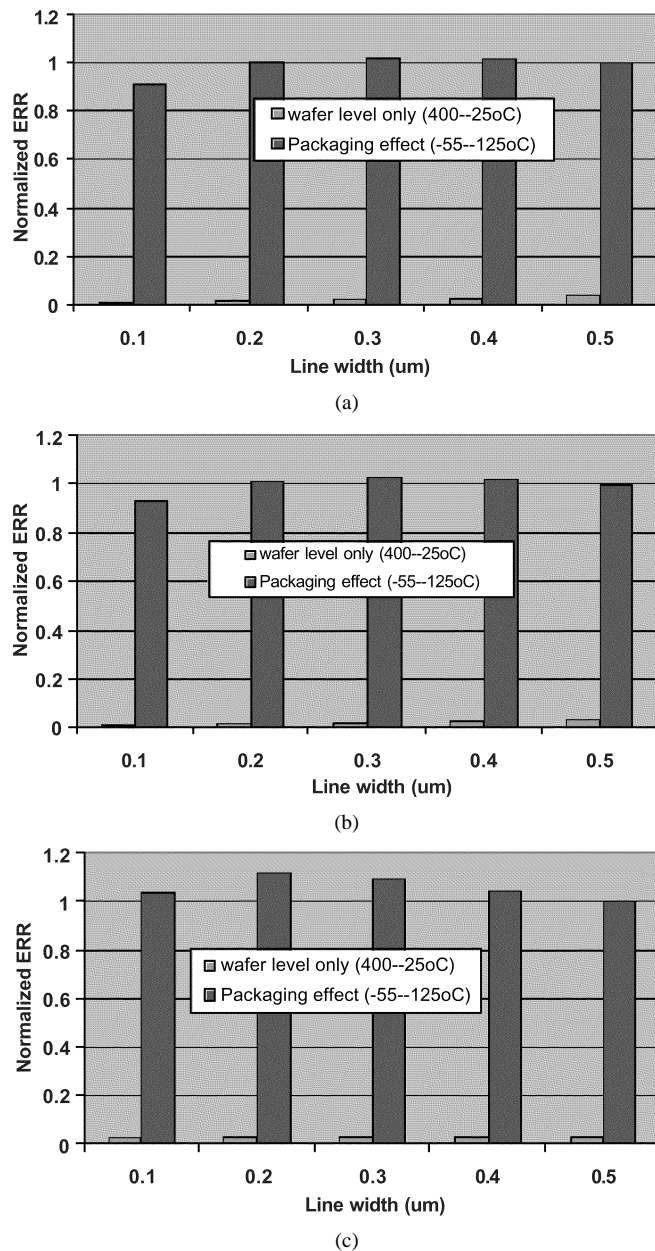 1.2
1
0.8
0.6
0.4
0.2
0
Normalized ERR
wafer level only (400--25oC)
Packaging effect (-55--125oC)
0.1 0.2 0.3 0.4 0.5
Line width (um)
(a)
1.2
1
0.8
0.6
0.4
0.2
0
Normalized ERR
wafer level only (400--25oC)
Packaging effect (-55--125oC)
0.1 0.2 0.3 0.4 0.5
Line width (um)
(b)
1.2
1
0.8
0.6
0.4
0.2
0
Normalized ERR
wafer level only (400--25oC)
Packaging effect (-55--125oC)
0.1 0.2 0.3 0.4 0.5
Line width (um)
(c)